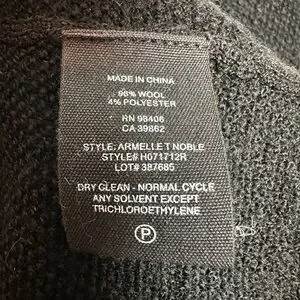 MADE IN CHINA
96% WOOL
4% POLYESTER
RN 98406
CA 39862
STYLE: ARMELLE T NOBLE
STYLE# H071712R
LOT# 387685
DRY CLEAN - NORMAL CYCLE
ANY SOLVENT EXCEPT
TRICHLOROETHYLENE
P